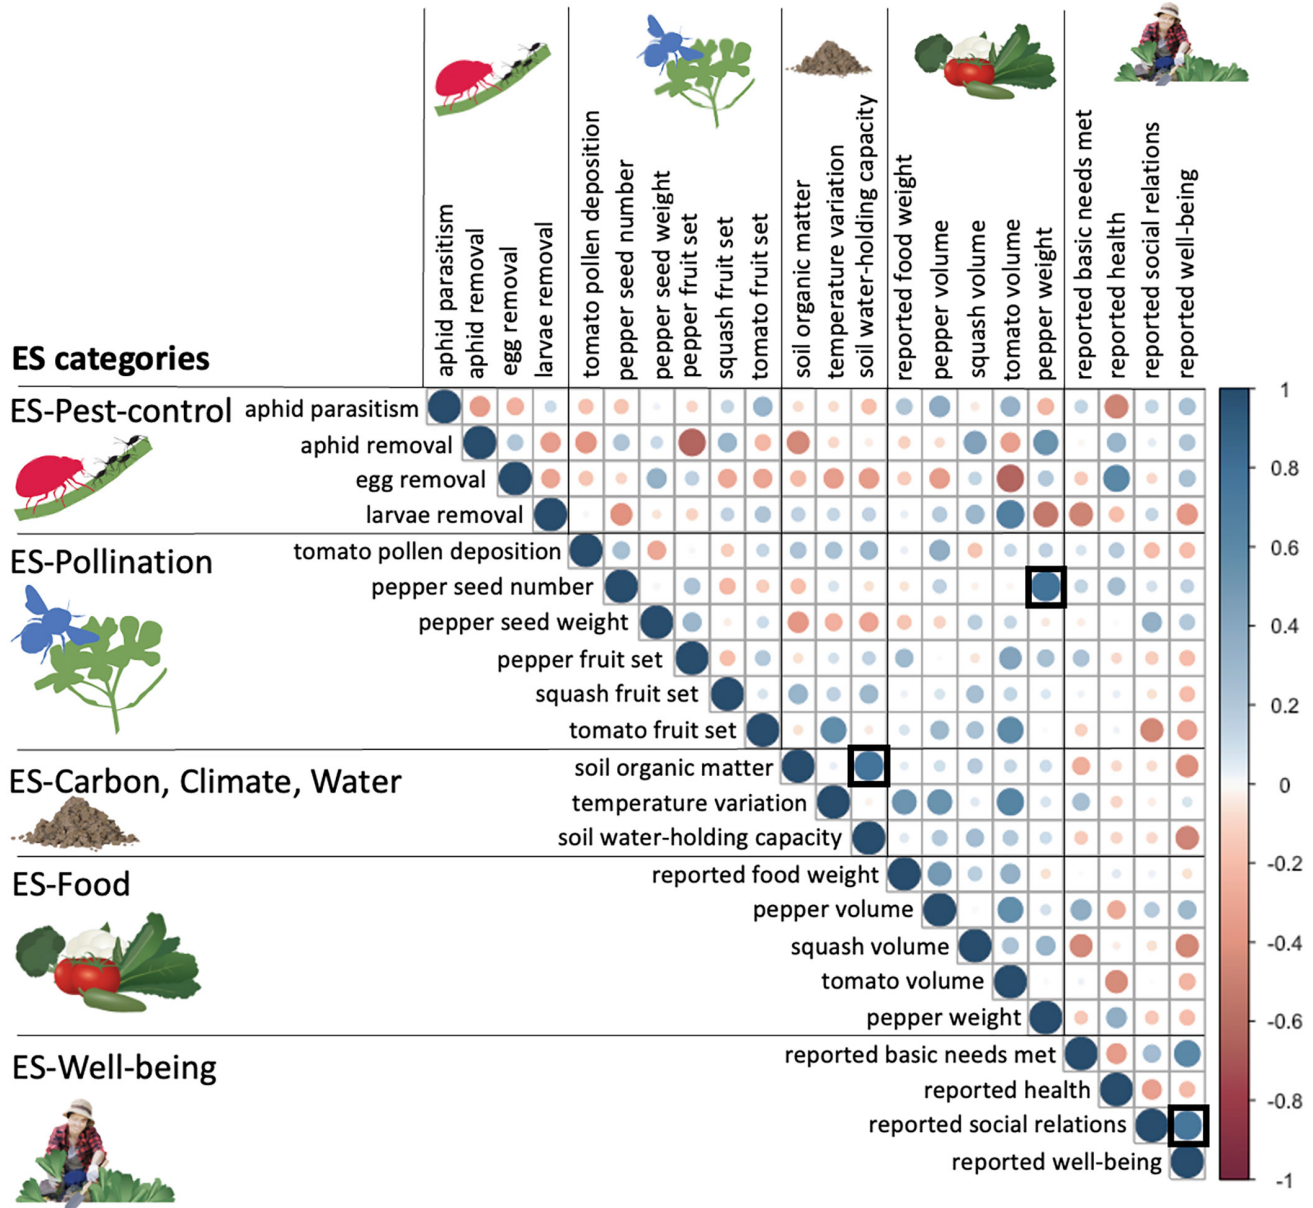 aphid parasitism
aphid removal
egg removal
larvae removal
tomato pollen deposition
pepper seed number
pepper seed weight
pepper fruit set
squash fruit set
tomato fruit set
soil organic matter
temperature variation
soil water-holding capacity
reported food weight
pepper volume
squash volume
tomato volume
pepper weight
reported basic needs met
reported health
reported social relations
reported well-being
ES categories
ES-Pest-control
aphid parasitism
aphid removal
egg removal
larvae removal
ES-Pollination
tomato pollen deposition
pepper seed number
pepper seed weight
pepper fruit set
squash fruit set
tomato fruit set
ES-Carbon, Climate, Water
soil organic matter
temperature variation
soil water-holding capacity
ES-Food
reported food weight
pepper volume
squash volume
tomato volume
pepper weight
ES-Well-being
reported basic needs met
reported health
reported social relations
reported well-being
1
0.8
0.6
0.4
0.2
0
-0.2
-0.4
-0.6
-0.8
-1